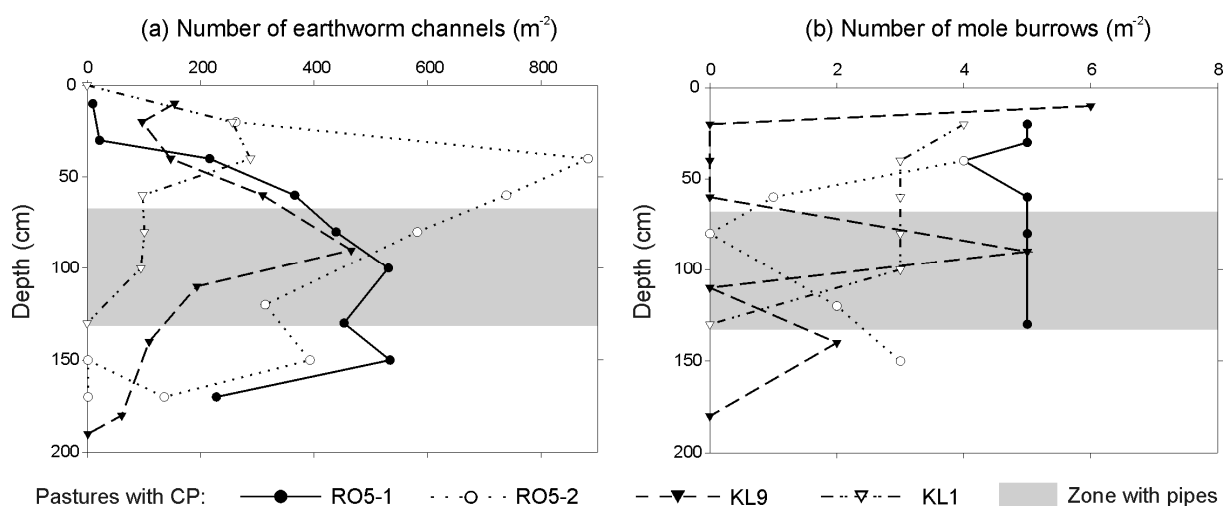 (a) Number of earthworm channels (m-2)
0 200 400 600 800
0
50
100
150
200
Depth (cm)
(b) Number of mole burrows (m-2)
0 2 4 6 8
0
50
100
150
200
Depth (cm)
Pastures with CP: RO5-1 RO5-2 KL9 KL1 Zone with pipes